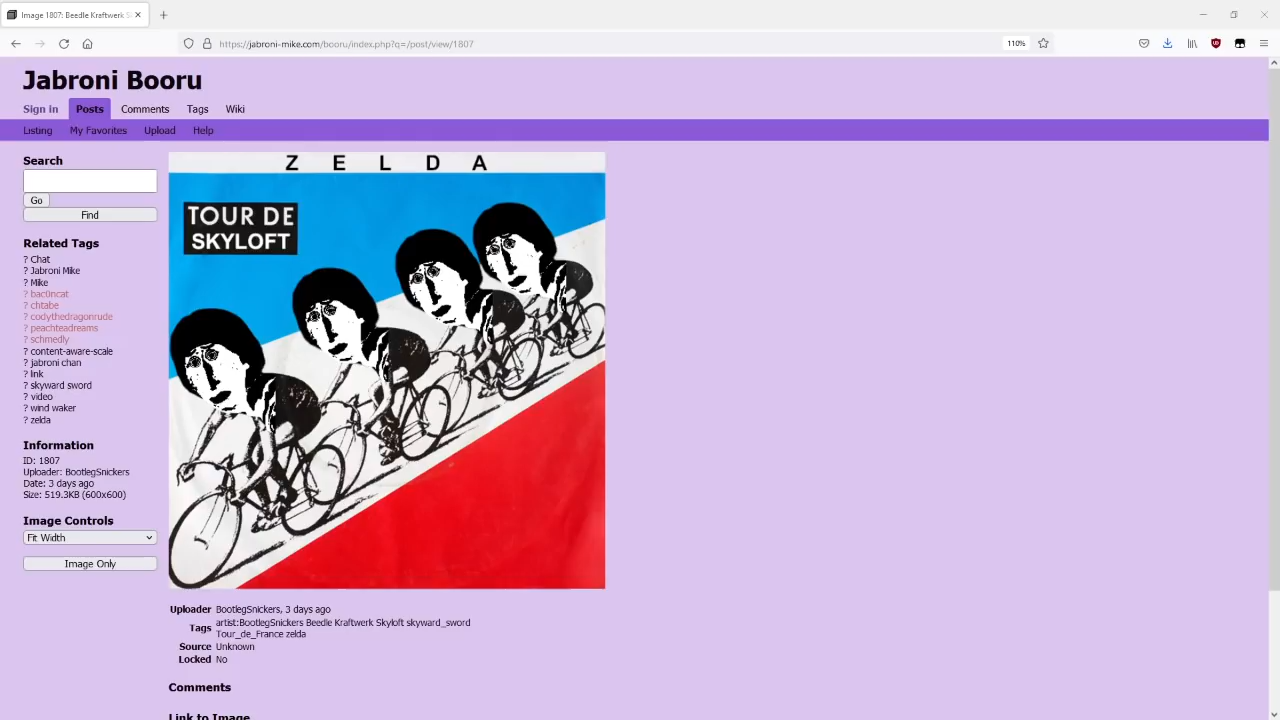 Image 1807: Beedle Kraftwerk S
https://jabroni-mike.com/booru/index.php?q=/post/view/1807
110%
Jabroni Booru
Sign in Posts Comments Tags Wiki
Listing My Favorites Upload Help
Search
Go
Find
Related Tags
? Chat
? Jabroni Mike
? Mike
? bac0ncat
? chtabe
? codythedragonrude
? peachteadreams
? schmedly
? content-aware-scale
? jabroni chan
? link
? skyward sword
? video
? wind waker
? zelda
Information
ID: 1807
Uploader: BootlegSnickers
Date: 3 days ago
Size: 519.3KB (600x600)
Image Controls
Fit Width
Image Only
ZELDA
TOUR DE
SKYLOFT
Uploader BootlegSnickers, 3 days ago
Tags artist:BootlegSnickers Beedle Kraftwerk Skyloft skyward_sword
Tour_de_France zelda
Source Unknown
Locked No
Comments
Link to Image